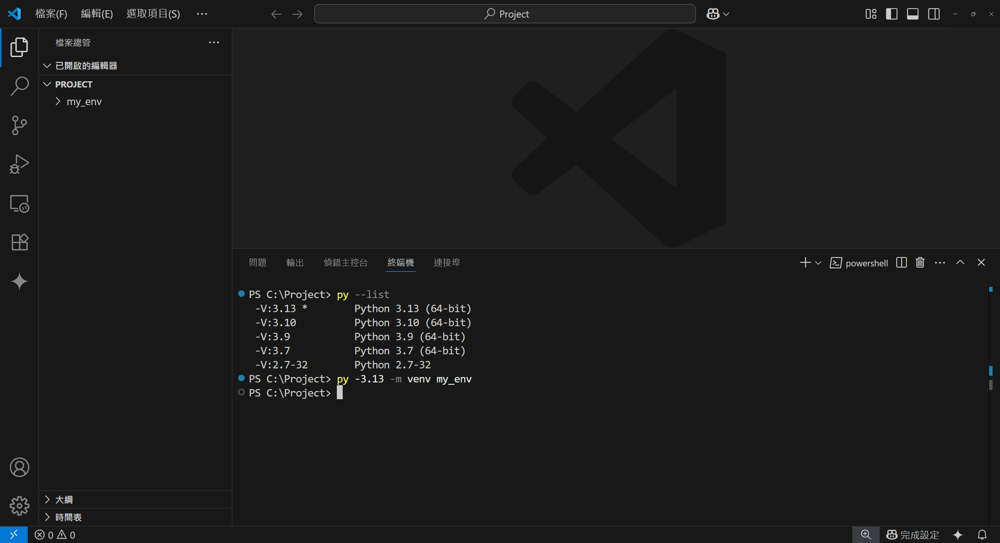 檔案(F) 編輯(E) 選取項目(S) ··· Project
檔案總管 ···
已開啟的編輯器
PROJECT
my_env
問題 輸出 偵錯主控台 終端機 連接埠 powershell ···
PS C:\Project> py --list
-V:3.13 * Python 3.13 (64-bit)
-V:3.10 Python 3.10 (64-bit)
-V:3.9 Python 3.9 (64-bit)
-V:3.7 Python 3.7 (64-bit)
-V:2.7-32 Python 2.7-32
PS C:\Project> py -3.13 -m venv my_env
PS C:\Project>
大綱
時間表
0 0 完成設定